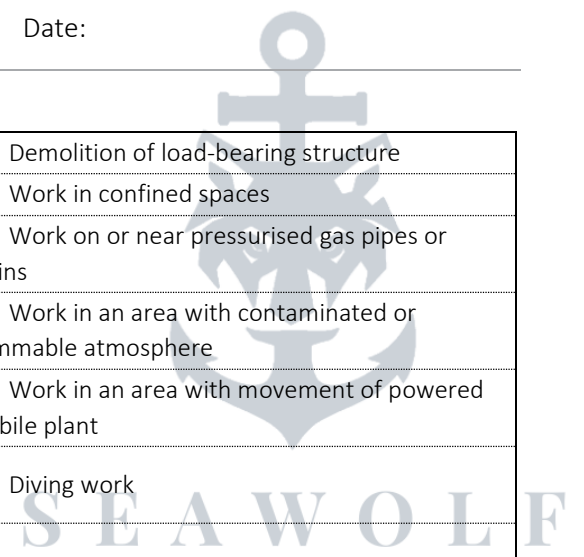 Date:
Demolition of load-bearing structure
Work in confined spaces
Work on or near pressurised gas pipes or
ins
Work in an area with contaminated or
mmable atmosphere
Work in an area with movement of powered
bile plant
Diving work
SEAWOLF